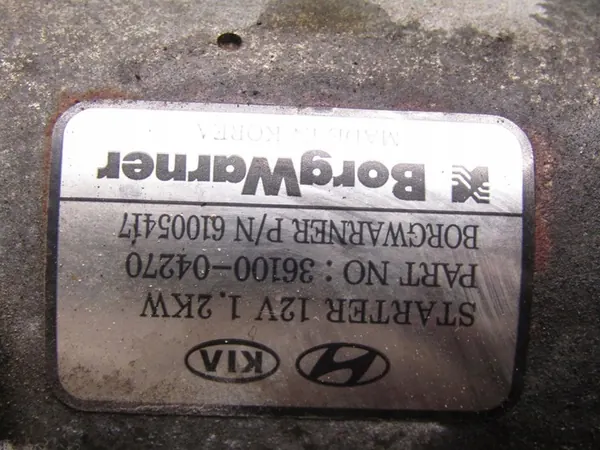 KIA
STARTER 12V 1.2KW
PART NO : 36100-04270
BORGWARNER P/N 61005417
BorgWarner
MADE IN KOREA